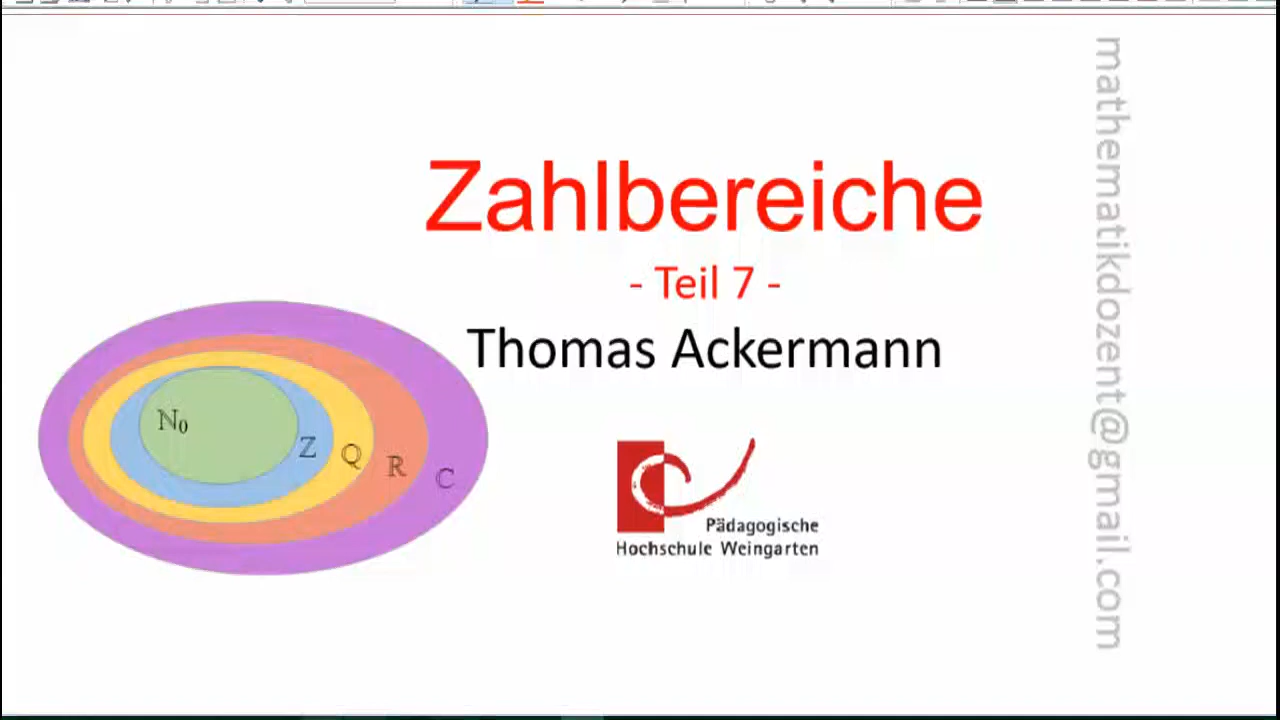 Zahlbereiche
- Teil 7 -
Thomas Ackermann
N₀
Z
Q
R
C
Pädagogische
Hochschule Weingarten
mathematikdozent@gmail.com